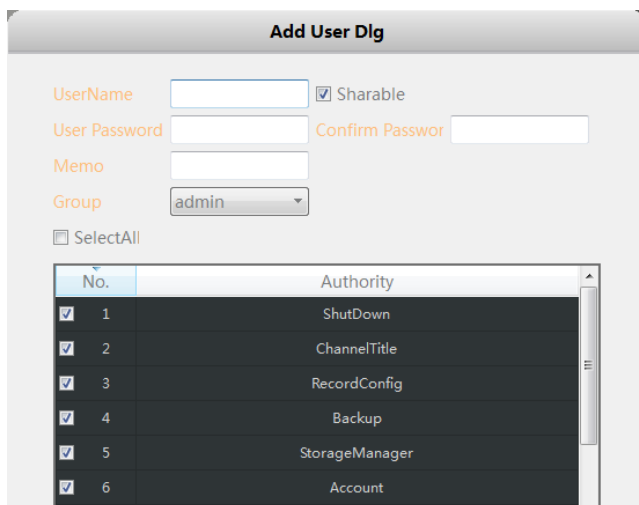 Add User Dlg
UserName Sharable
User Password Confirm Passwor
Memo
Group admin
SelectAll
No. Authority
1 ShutDown
2 ChannelTitle
3 RecordConfig
4 Backup
5 StorageManager
6 Account